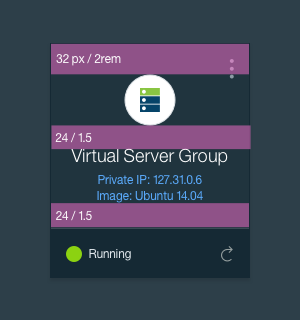 32 px / 2rem
24 / 1.5
Virtual Server Group
Private IP: 127.31.0.6
Image: Ubuntu 14.04
24 / 1.5
Running